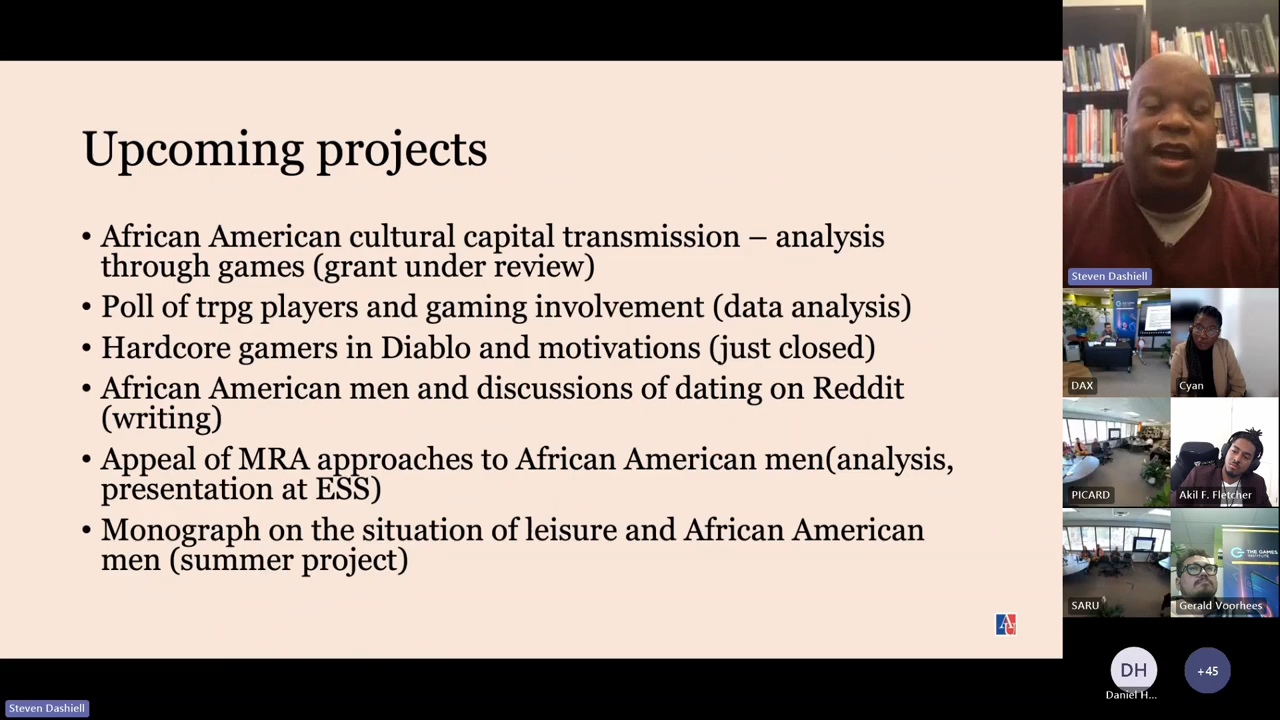 Upcoming projects
• African American cultural capital transmission – analysis
through games (grant under review)
• Poll of trpg players and gaming involvement (data analysis)
• Hardcore gamers in Diablo and motivations (just closed)
• African American men and discussions of dating on Reddit
(writing)
• Appeal of MRA approaches to African American men(analysis,
presentation at ESS)
• Monograph on the situation of leisure and African American
men (summer project)
Steven Dashiell
Steven Dashiell
DAX
Cyan
PICARD
Akil F. Fletcher
THE GAMES
INSTITUTE
SARU
Gerald Voorhees
DH
Daniel H...
+45